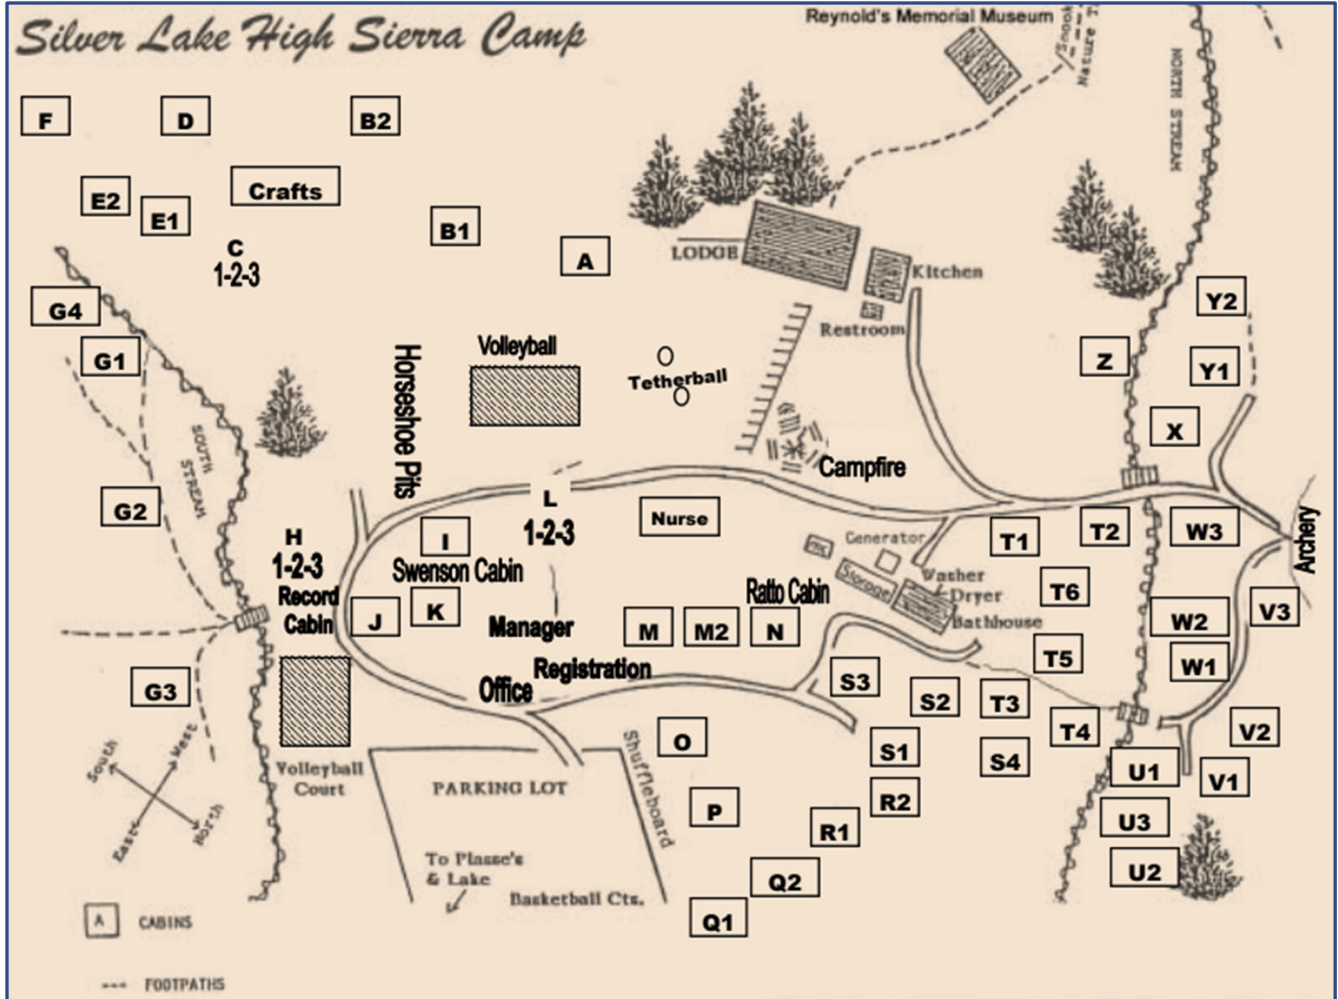 Silver Lake High Sierra Camp
Reynold's Memorial Museum
Nature
NORTH STREAM
F
D
B2
E2
E1
Crafts
C
1-2-3
B1
A
LODGE
Kitchen
Restroom
G4
G1
Y2
Z
Y1
X
Horseshoe Pits
Volleyball
Tetherball
Campfire
SOUTH
STREAM
G2
H
1-2-3
Record
Cabin
I
L
1-2-3
Nurse
Swenson Cabin
J
K
Manager
Registration
Office
M
M2
N
Ratto Cabin
Generator
Storage
Washer
Dryer
Bathhouse
T1
T2
W3
Archery
T6
W2
V3
T5
W1
G3
S3
S2
T3
T4
V2
S1
S4
U1
V1
O
P
R2
R1
U3
U2
Q2
Q1
South
West
East
North
Volleyball
Court
PARKING LOT
Shuffleboard
To Plasse's
& Lake
Basketball Cts.
A
CABINS
FOOTPATHS